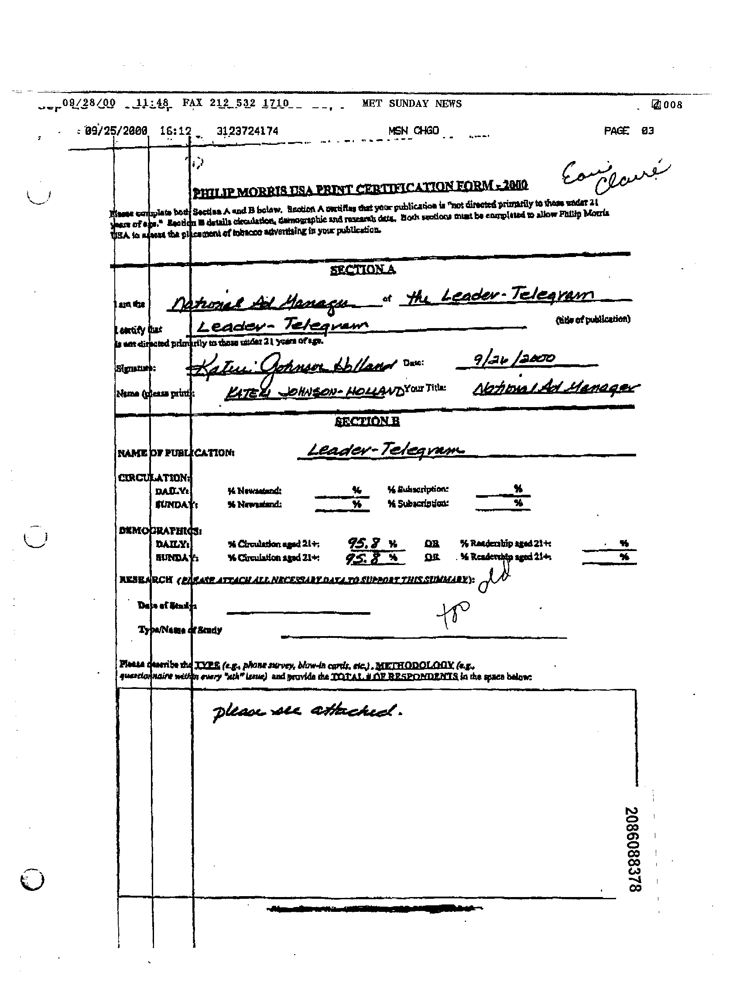 09/28/00 11:48 FAX 212 532 1710 MET SUNDAY NEWS 008
09/25/2000 16:12 3123724174 MSN CHGO PAGE 03
Eau Claire
PHILIP MORRIS USA PRINT CERTIFICATION FORM - 2000
Please complete both Section A and B below. Section A certifies that your publication is "not directed primarily to those under 21
years of age." Section B details circulation, demographic and research data. Both sections must be completed to allow Philip Morris
USA to assess the placement of tobacco advertising in your publication.
SECTION A
I am the National Ad Manager of the Leader-Telegram
(title of publication)
I certify that Leader-Telegram
is not directed primarily to those under 21 years of age.
Signature: Kateri Johnson Holland Date: 9/26/2000
Name (please print): KATERI JOHNSON-HOLLAND Your Title: National Ad Manager
SECTION B
NAME OF PUBLICATION: Leader-Telegram
CIRCULATION:
DAILY: % Newsstand: % % Subscription: %
SUNDAY: % Newsstand: % % Subscription: %
DEMOGRAPHICS:
DAILY: % Circulation aged 21+: 95.8 % OR % Readership aged 21+: %
SUNDAY: % Circulation aged 21+: 95.8 % OR % Readership aged 21+: %
RESEARCH (PLEASE ATTACH ALL NECESSARY DATA TO SUPPORT THIS SUMMARY):
too old
Date of Study:
Type/Name of Study
Please describe the TYPE (e.g., phone survey, blow-in cards, etc.), METHODOLOGY (e.g.,
questionnaire within every "nth" issue) and provide the TOTAL # OF RESPONDENTS in the space below:
please see attached.
2086088378